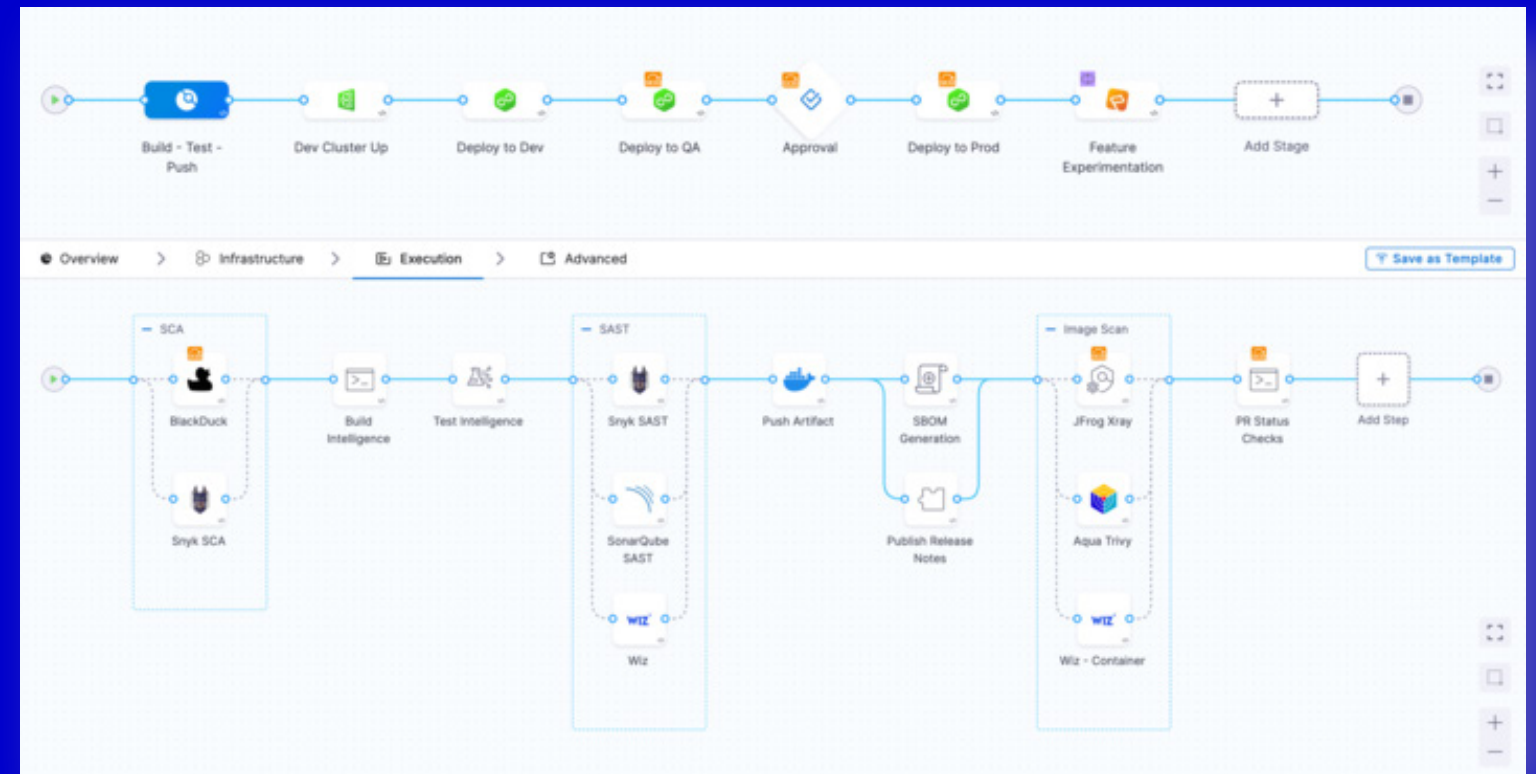 Build - Test -
Push
Dev Cluster Up
Deploy to Dev
Deploy to QA
Approval
Deploy to Prod
Feature
Experimentation
Add Stage
Overview
Infrastructure
Execution
Advanced
Save as Template
SCA
SAST
Image Scan
BlackDuck
Build
Intelligence
Test Intelligence
Snyk SAST
Push Artifact
SBOM
Generation
JFrog Xray
PR Status
Checks
Add Step
Snyk SCA
SonarQube
SAST
Publish Release
Notes
Aqua Trivy
WIZ
Wiz
WIZ
Wiz - Container